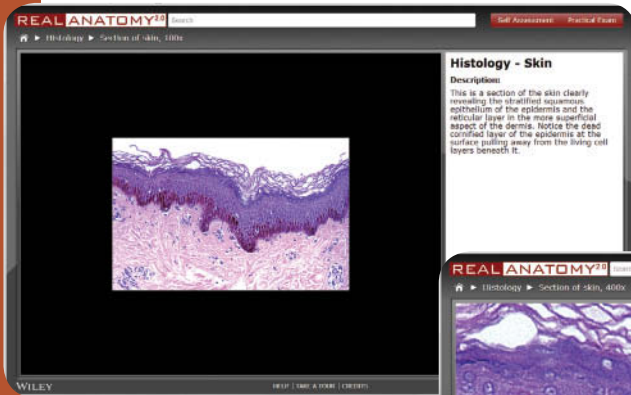 REAL ANATOMY 2.0 Search Self Assessment Practical Exam
Histology ▶ Section of skin, 100x
Histology - Skin
Description:
This is a section of the skin clearly
revealing the stratified squamous
epithelium of the epidermis and the
reticular layer in the more superficial
aspect of the dermis. Notice the dead
cornified layer of the epidermis at the
surface pulling away from the living cell
layers beneath it.
REAL ANATOMY 2.0
Histology ▶ Section of skin, 400x
WILEY HELP | TAKE A TOUR | CREDITS